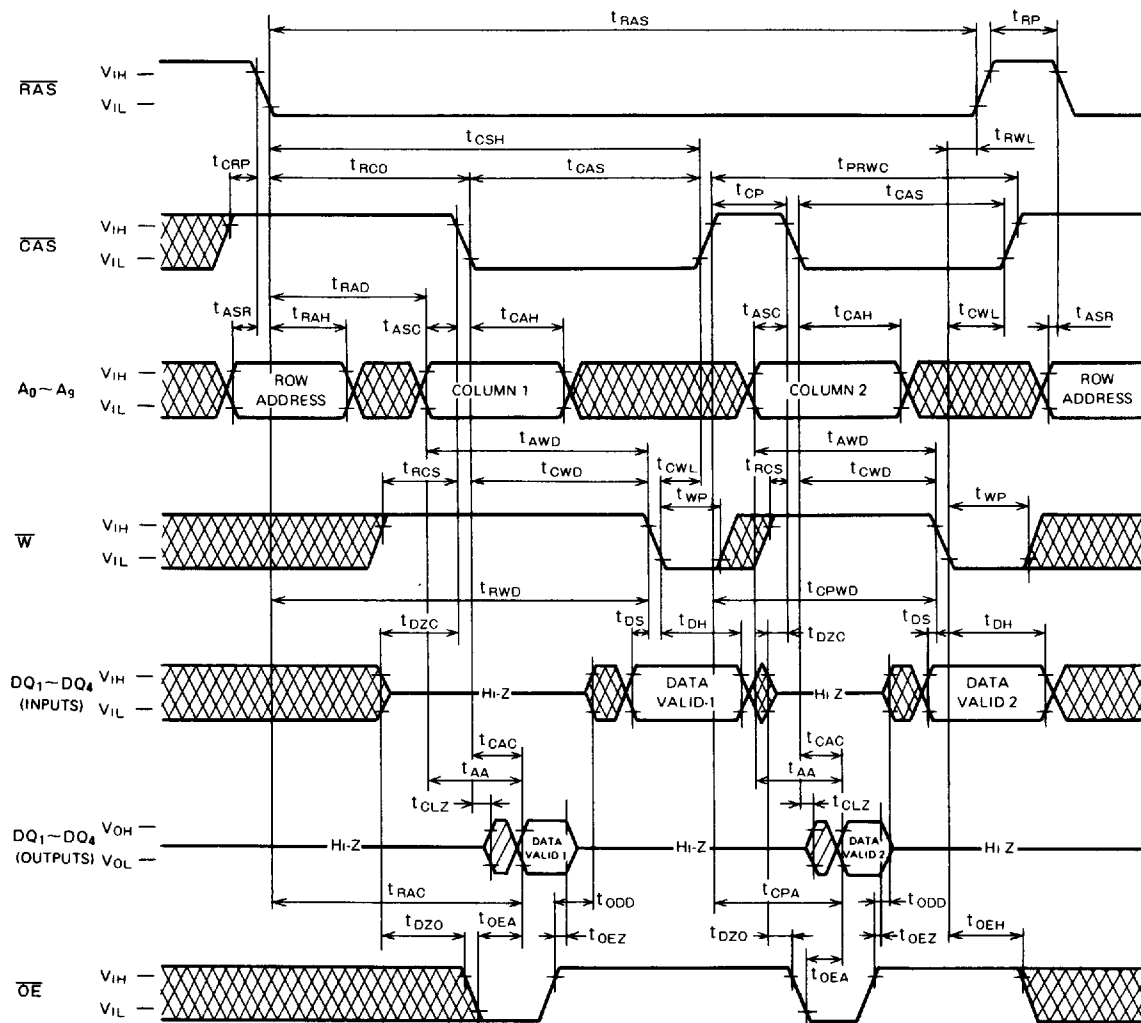 tRAS tRP
RAS VIH
VIL
tCSH tRWL
tCRP tRCO tCAS tPRWC
tCP tCAS
CAS VIH
VIL
tRAD
tASR tRAH tASC tCAH tASC tCAH tCWL tASR
A0~A9 VIH ROW ADDRESS COLUMN 1 COLUMN 2 ROW ADDRESS
VIL
tAWD tAWD
tRCS tCWD tCWL tRCS tCWD
tWP tWP
W VIH
VIL
tRWD tCPWD
tDZC tDS tDH tDZC tDS tDH
DQ1~DQ4 (INPUTS) VIH Hi-Z DATA VALID-1 Hi-Z DATA VALID 2
VIL
tCAC tCAC
tAA tAA
tCLZ tCLZ
DQ1~DQ4 (OUTPUTS) VOH Hi-Z DATA VALID 1 Hi-Z DATA VALID 2 Hi Z
VOL
tRAC tODD tCPA tODD
tDZO tOEA tOEZ tDZO tOEZ tOEH
tOEA
OE VIH
VIL